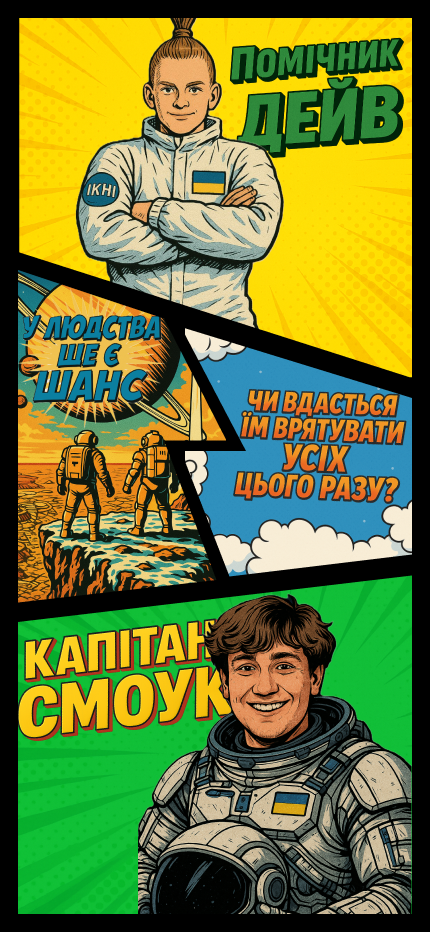 Помічник
ДЕЙВ
ІКНІ
У ЛЮДСТВА
ЩЕ Є
ШАНС
ЧИ ВДАСТЬСЯ
ЇМ ВРЯТУВАТИ
УСІХ
ЦЬОГО РАЗУ?
КАПІТАН
СМОУК